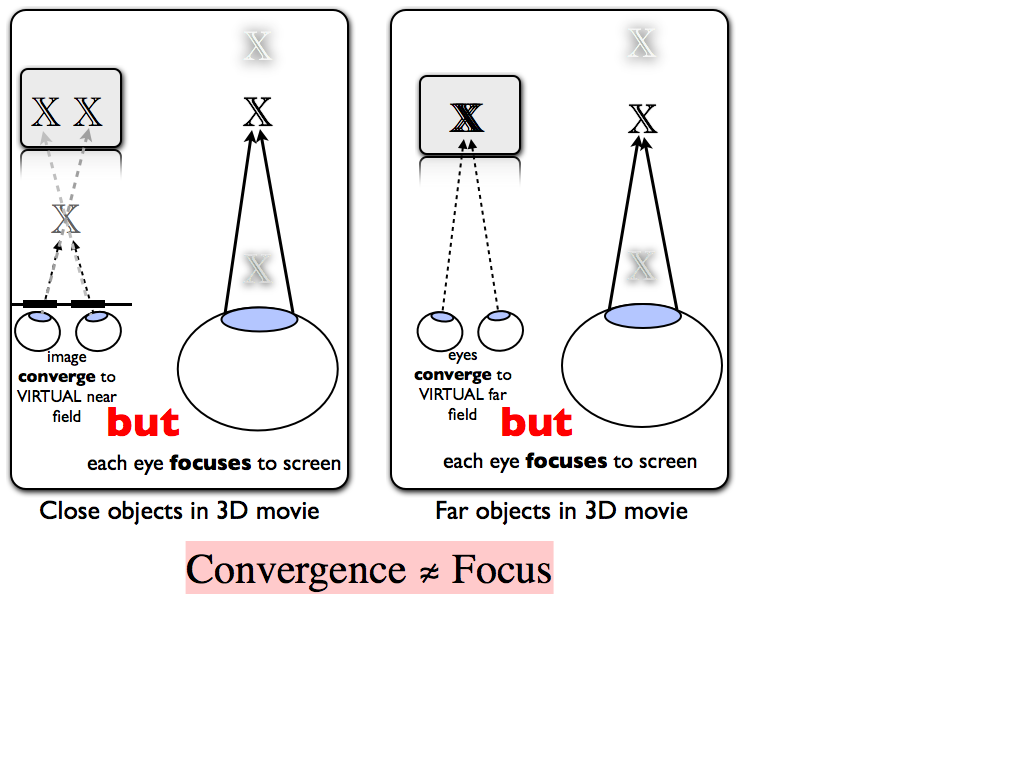 𝕏
𝕏 𝕏
𝕏
𝕏
𝕏
image
converge to
VIRTUAL near
field
but
each eye focuses to screen
Close objects in 3D movie
𝕏
𝕏
𝕏
𝕏
eyes
converge to
VIRTUAL far
field
but
each eye focuses to screen
Far objects in 3D movie
Convergence ≉ Focus